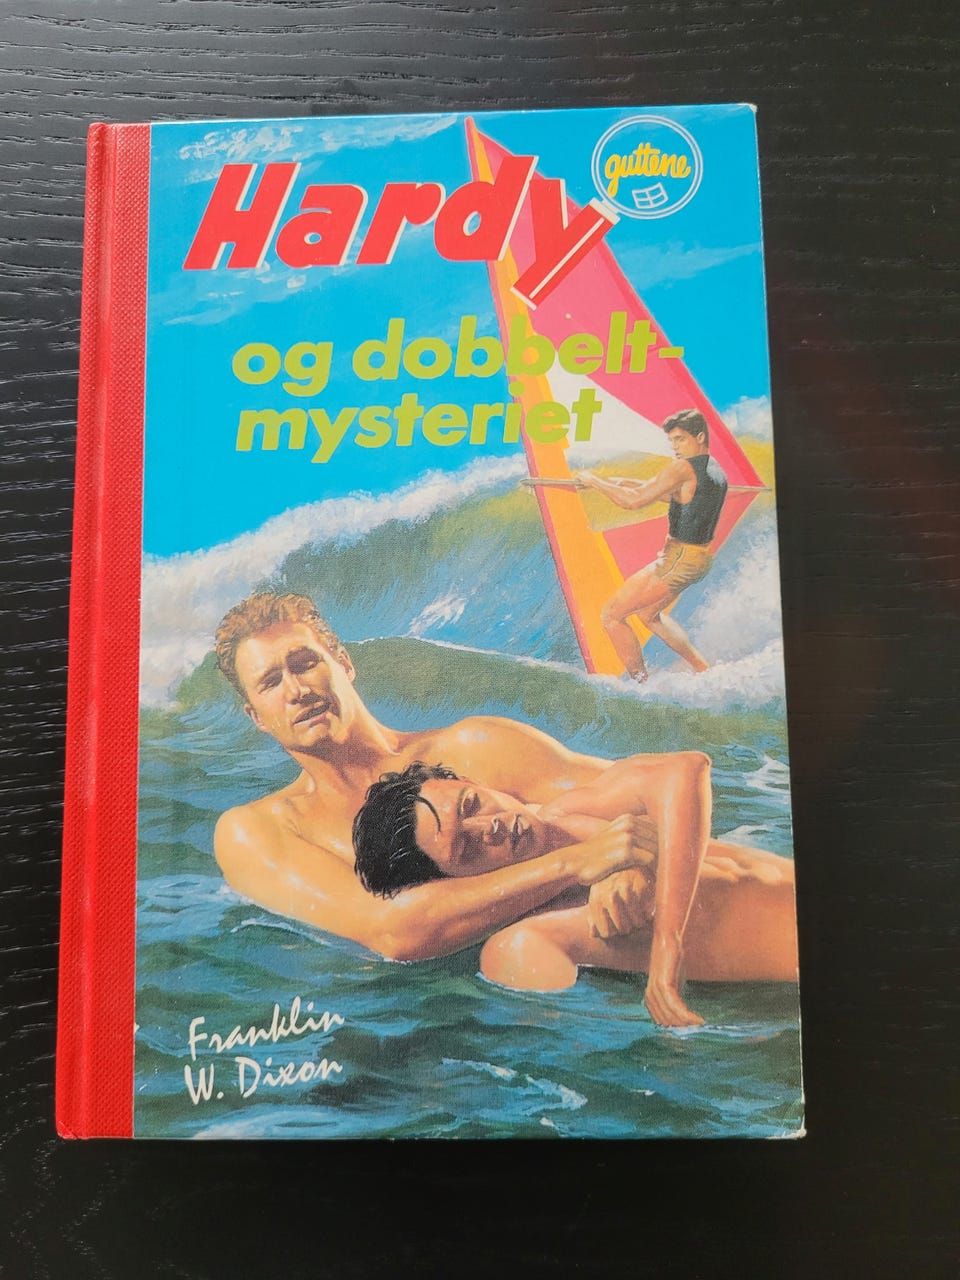 Hardy
guttene
og dobbelt-
mysteriet
Franklin
W. Dixon